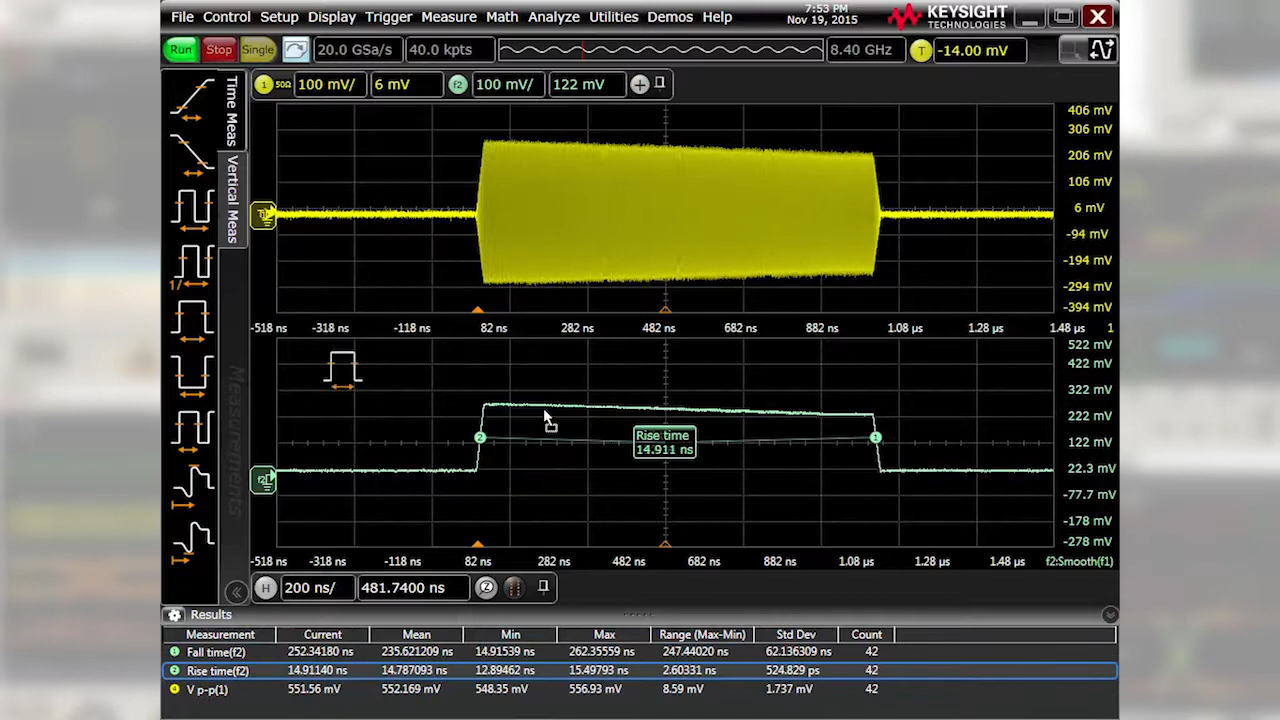 File Control Setup Display Trigger Measure Math Analyze Utilities Demos Help
7:53 PM
Nov 19, 2015
KEYSIGHT
TECHNOLOGIES
Run Stop Single 20.0 GSa/s 40.0 kpts 8.40 GHz T -14.00 mV
1 50Ω 100 mV/ 6 mV f2 100 mV/ 122 mV
Time Meas
Vertical Meas
Measurements
1/
406 mV
306 mV
206 mV
106 mV
6 mV
-94 mV
-194 mV
-294 mV
-394 mV
-518 ns -318 ns -118 ns 82 ns 282 ns 482 ns 682 ns 882 ns 1.08 µs 1.28 µs 1.48 µs 1
522 mV
422 mV
322 mV
222 mV
122 mV
22.3 mV
-77.7 mV
-178 mV
-278 mV
2 Rise time 1
14.911 ns
f2
-518 ns -318 ns -118 ns 82 ns 282 ns 482 ns 682 ns 882 ns 1.08 µs 1.28 µs 1.48 µs f2:Smooth(f1)
H 200 ns/ 481.7400 ns Z
Results
Measurement Current Mean Min Max Range (Max-Min) Std Dev Count
1 Fall time(f2) 252.34180 ns 235.621209 ns 14.91539 ns 262.35559 ns 247.44020 ns 62.136309 ns 42
2 Rise time(f2) 14.91140 ns 14.787093 ns 12.89462 ns 15.49793 ns 2.60331 ns 524.829 ps 42
4 V p-p(1) 551.56 mV 552.169 mV 548.35 mV 556.93 mV 8.59 mV 1.737 mV 42